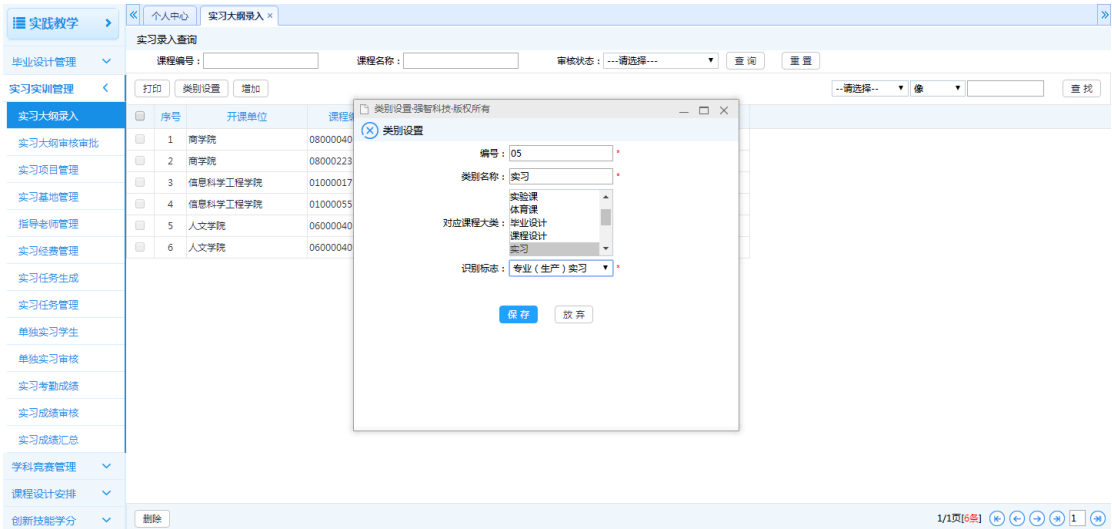 实践教学
个人中心 实习大纲录入 ×
实习录入查询
课程编号： 课程名称： 审核状态： ---请选择--- 查 询 重 置
打印 类别设置 增加 --请选择-- 像 查 找
毕业设计管理
实习实训管理
实习大纲录入
实习大纲审核审批
实习项目管理
实习基地管理
指导老师管理
实习经费管理
实习任务生成
实习任务管理
单独实习学生
单独实习审核
实习考勤成绩
实习成绩审核
实习成绩汇总
学科竞赛管理
课程设计安排
创新技能学分
序号 开课单位 课程
1 商学院 08000040
2 商学院 08000223
3 信息科学工程学院 01000017
4 信息科学工程学院 01000055
5 人文学院 06000040
6 人文学院 06000040
类别设置-强智科技-版权所有
类别设置
编号： 05 *
类别名称： 实习 *
对应课程大类：
实验课
体育课
毕业设计
课程设计
实习
识别标志： 专业（生产）实习 *
保 存 放 弃
删除 1/1页[6条] 1